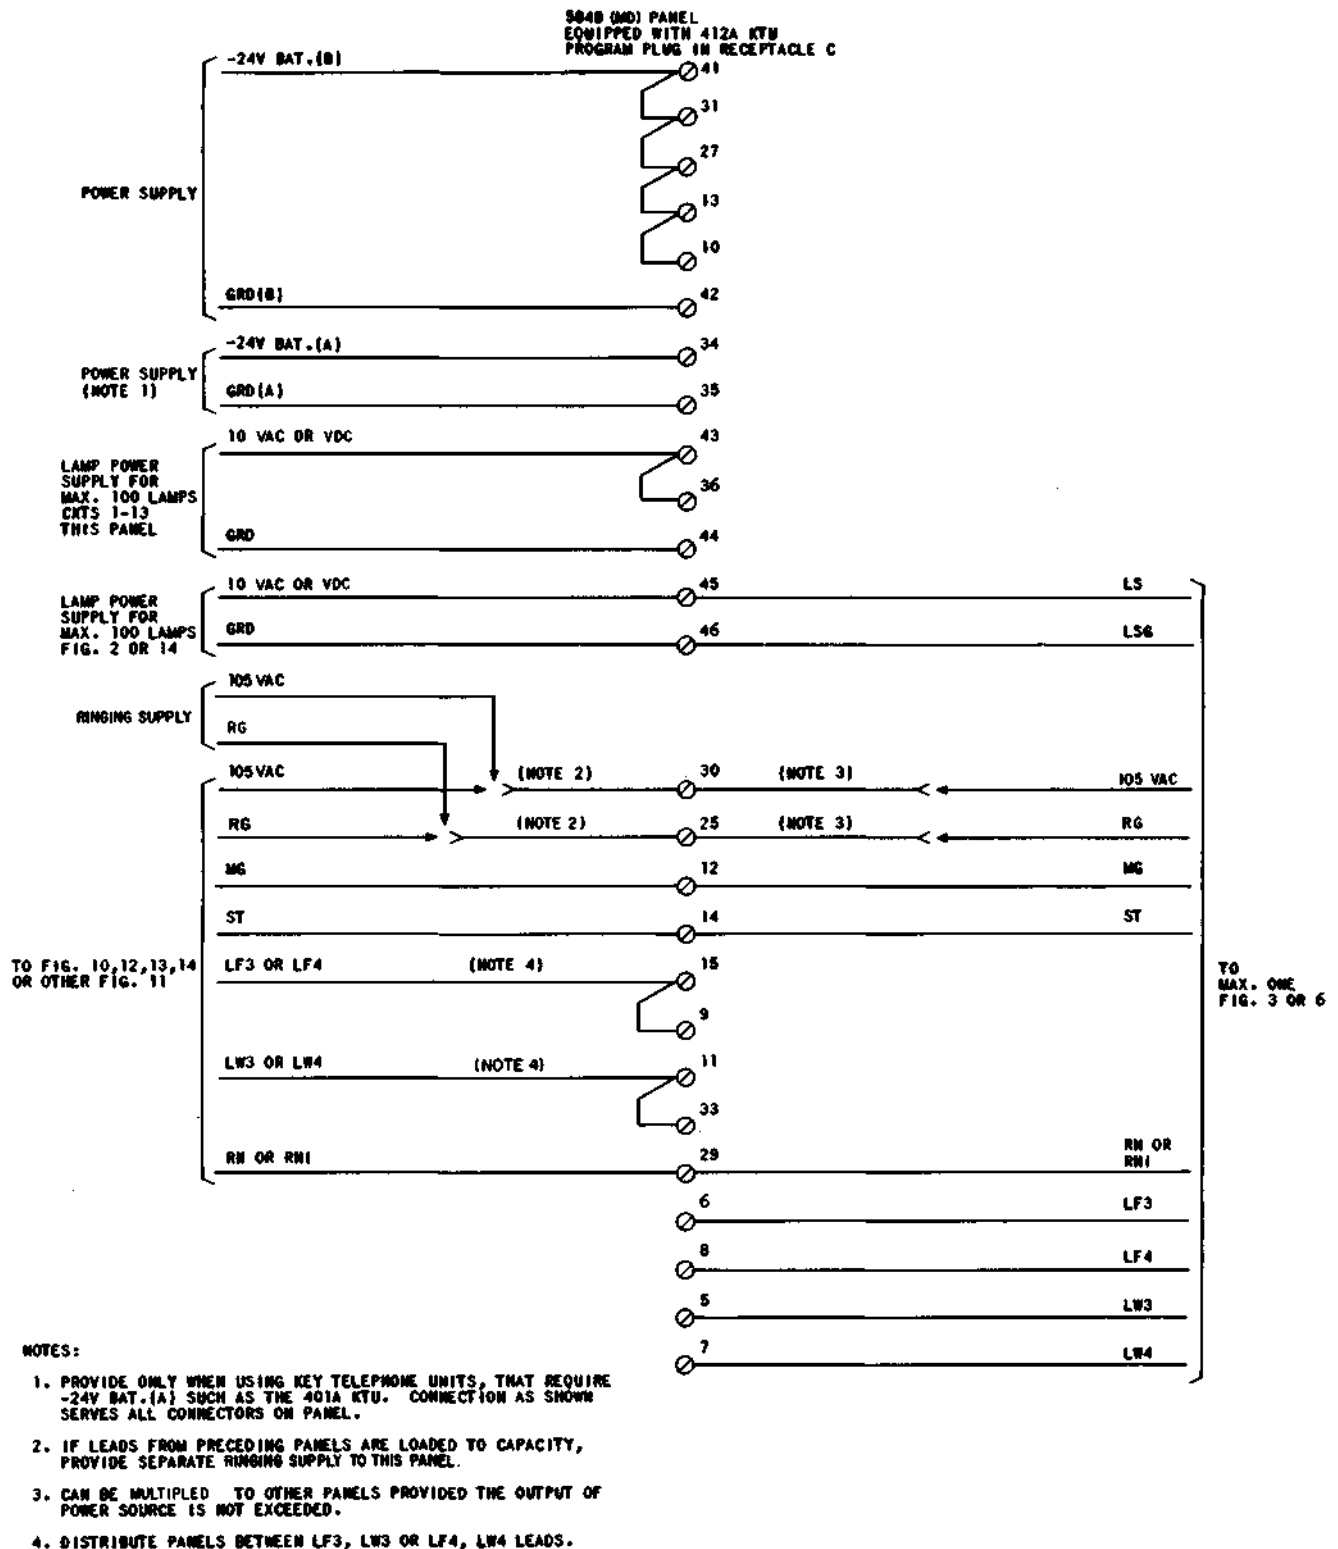 584B (MD) PANEL
EQUIPPED WITH 412A KTU
PROGRAM PLUG IN RECEPTACLE C
-24V BAT.(B)
41
31
27
13
10
POWER SUPPLY
GRD(B)
42
-24V BAT.(A)
34
POWER SUPPLY
(NOTE 1)
GRD(A)
35
10 VAC OR VDC
43
LAMP POWER
SUPPLY FOR
MAX. 100 LAMPS
CKTS 1-13
THIS PANEL
36
GRD
44
10 VAC OR VDC
45
LS
LAMP POWER
SUPPLY FOR
MAX. 100 LAMPS
FIG. 2 OR 14
GRD
46
LSG
105 VAC
RINGING SUPPLY
RG
105 VAC
(NOTE 2)
30
(NOTE 3)
105 VAC
RG
(NOTE 2)
25
(NOTE 3)
RG
MG
12
MG
ST
14
ST
TO FIG. 10,12,13,14
OR OTHER FIG. 11
LF3 OR LF4
(NOTE 4)
15
TO
MAX. ONE
FIG. 3 OR 6
9
LW3 OR LW4
(NOTE 4)
11
33
RN OR RN1
29
RN OR
RN1
6
LF3
8
LF4
5
LW3
7
LW4
NOTES:
1. PROVIDE ONLY WHEN USING KEY TELEPHONE UNITS, THAT REQUIRE
-24V BAT.(A) SUCH AS THE 401A KTU. CONNECTION AS SHOWN
SERVES ALL CONNECTORS ON PANEL.
2. IF LEADS FROM PRECEDING PANELS ARE LOADED TO CAPACITY,
PROVIDE SEPARATE RINGING SUPPLY TO THIS PANEL.
3. CAN BE MULTIPLED TO OTHER PANELS PROVIDED THE OUTPUT OF
POWER SOURCE IS NOT EXCEEDED.
4. DISTRIBUTE PANELS BETWEEN LF3, LW3 OR LF4, LW4 LEADS.